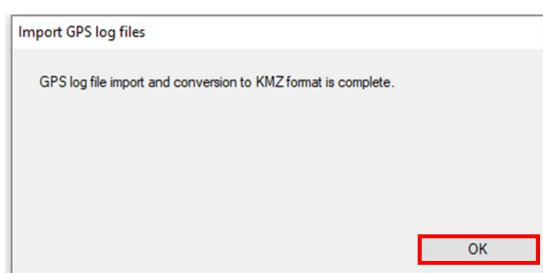 Import GPS log files
GPS log file import and conversion to KMZ format is complete.
OK